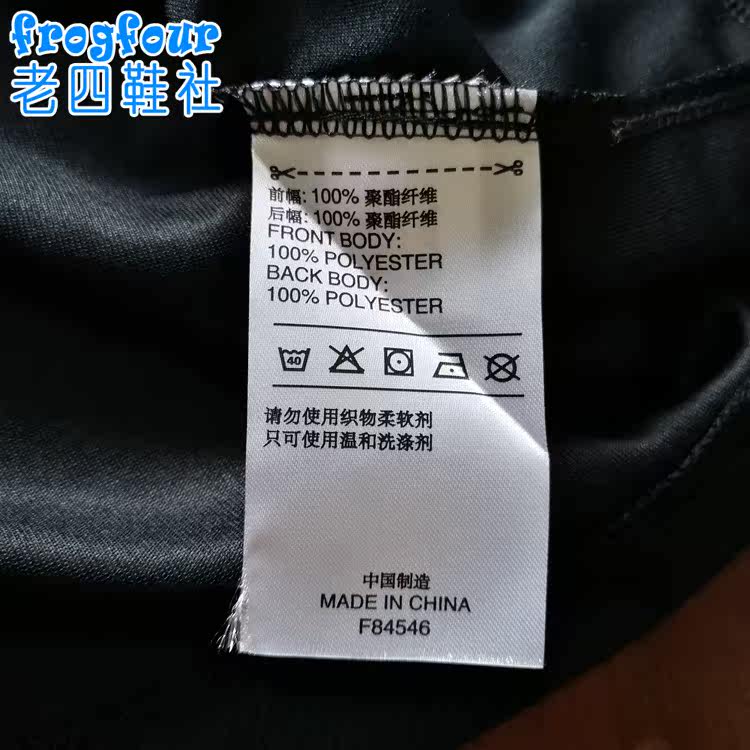 frogfour
老四鞋社
前幅: 100% 聚酯纤维
后幅: 100% 聚酯纤维
FRONT BODY:
100% POLYESTER
BACK BODY:
100% POLYESTER
40
请勿使用织物柔软剂
只可使用温和洗涤剂
中国制造
MADE IN CHINA
F84546